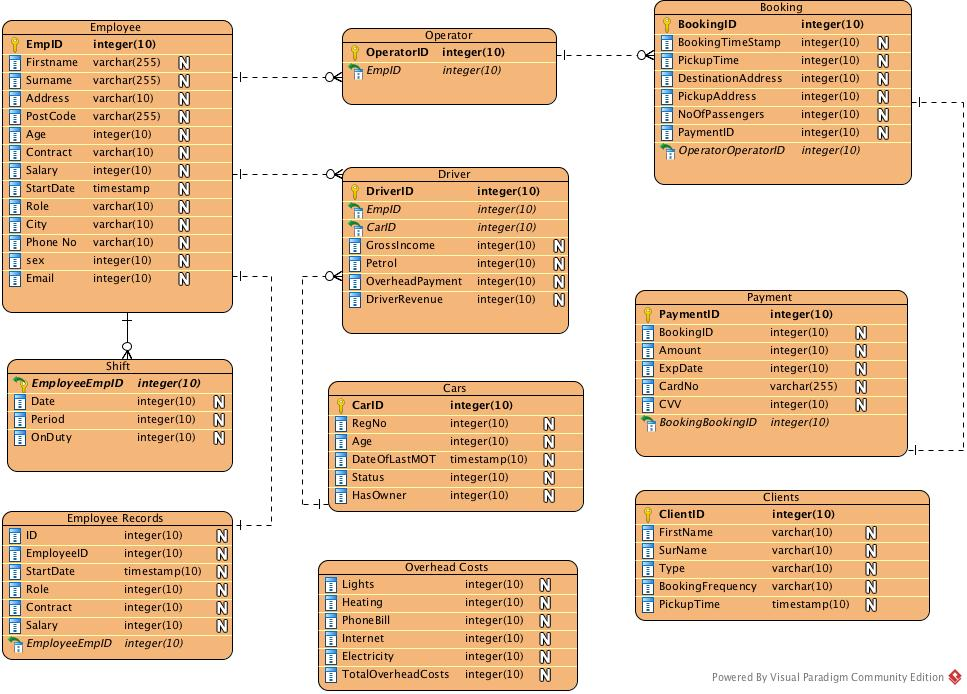 Employee
EmpID integer(10)
Firstname varchar(255) N
Surname varchar(255) N
Address varchar(10) N
PostCode varchar(255) N
Age integer(10) N
Contract varchar(10) N
Salary integer(10) N
StartDate timestamp N
Role varchar(10) N
City varchar(10) N
Phone No varchar(10) N
sex integer(10) N
Email integer(10) N
Shift
EmployeeEmpID integer(10)
Date integer(10) N
Period integer(10) N
OnDuty integer(10) N
Employee Records
ID integer(10) N
EmployeeID integer(10) N
StartDate timestamp(10) N
Role integer(10) N
Contract integer(10) N
Salary integer(10) N
EmployeeEmpID integer(10)
Operator
OperatorID integer(10)
EmpID integer(10)
Driver
DriverID integer(10)
EmpID integer(10)
CarID integer(10)
GrossIncome integer(10) N
Petrol integer(10) N
OverheadPayment integer(10) N
DriverRevenue integer(10) N
Cars
CarID integer(10)
RegNo integer(10) N
Age integer(10) N
DateOfLastMOT timestamp(10) N
Status integer(10) N
HasOwner integer(10) N
Overhead Costs
Lights integer(10) N
Heating integer(10) N
PhoneBill integer(10) N
Internet integer(10) N
Electricity integer(10) N
TotalOverheadCosts integer(10) N
Booking
BookingID integer(10)
BookingTimeStamp integer(10) N
PickupTime integer(10) N
DestinationAddress integer(10) N
PickupAddress integer(10) N
NoOfPassengers integer(10) N
PaymentID integer(10) N
OperatorOperatorID integer(10)
Payment
PaymentID integer(10)
BookingID integer(10) N
Amount integer(10) N
ExpDate integer(10) N
CardNo varchar(255) N
CVV integer(10) N
BookingBookingID integer(10)
Clients
ClientID integer(10)
FirstName varchar(10) N
SurName varchar(10) N
Type varchar(10) N
BookingFrequency varchar(10) N
PickupTime timestamp(10) N
Powered By Visual Paradigm Community Edition